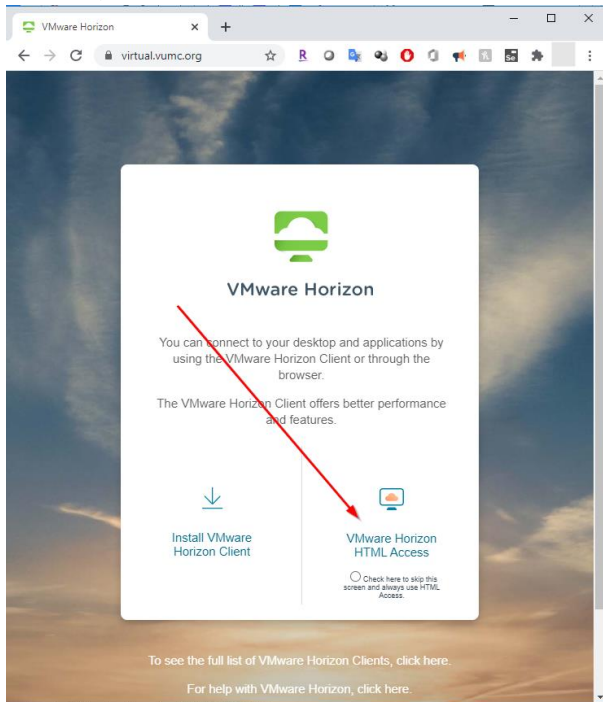 VMware Horizon
virtual.vumc.org
R
Se
VMware Horizon
You can connect to your desktop and applications by
using the VMware Horizon Client or through the
browser.
The VMware Horizon Client offers better performance
and features.
Install VMware
Horizon Client
VMware Horizon
HTML Access
Check here to skip this
screen and always use HTML
Access.
To see the full list of VMware Horizon Clients, click here.
For help with VMware Horizon, click here.